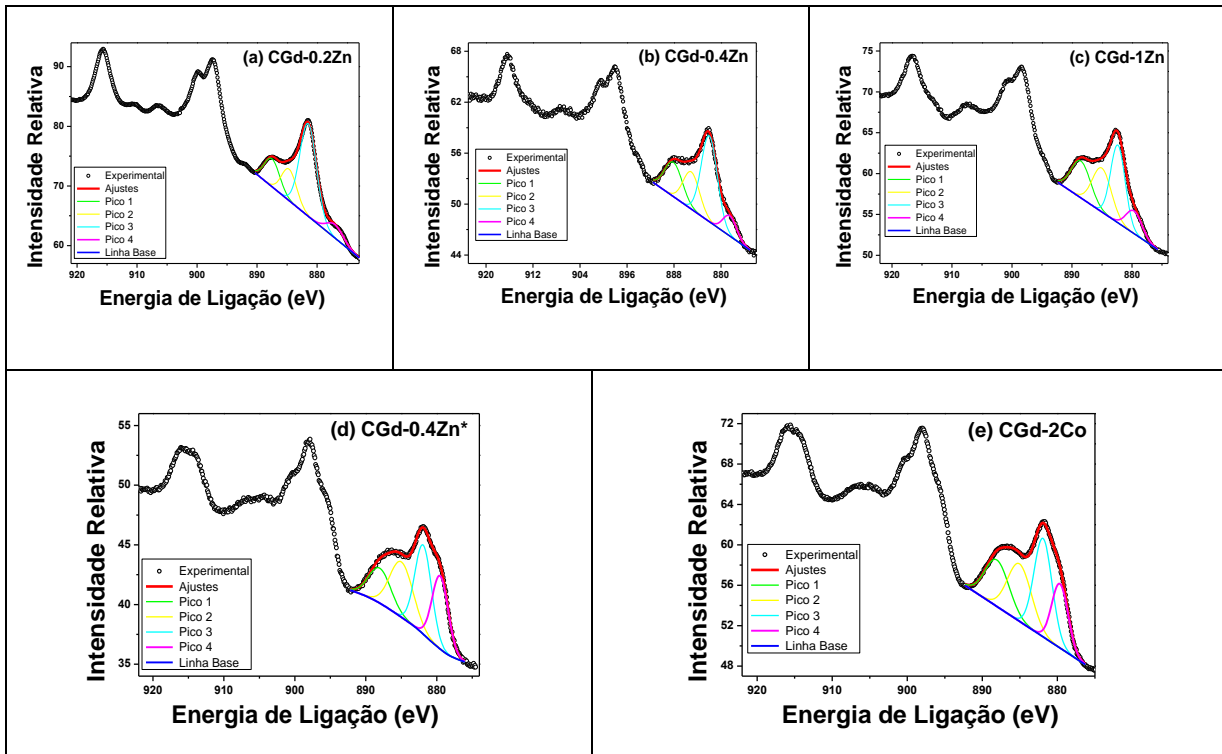 (a) CGd-0.2Zn
Intensidade Relativa
90
80
70
60
Experimental
Ajustes
Pico 1
Pico 2
Pico 3
Pico 4
Linha Base
920 910 900 890 880
Energia de Ligação (eV)
(b) CGd-0.4Zn
Intensidade Relativa
68
62
56
50
44
Experimental
Ajustes
Pico 1
Pico 2
Pico 3
Pico 4
Linha Base
920 912 904 896 888 880
Energia de Ligação (eV)
(c) CGd-1Zn
Intensidade Relativa
75
70
65
60
55
50
Experimental
Ajustes
Pico 1
Pico 2
Pico 3
Pico 4
Linha Base
920 910 900 890 880
Energia de Ligação (eV)
(d) CGd-0.4Zn*
Intensidade Relativa
55
50
45
40
35
Experimental
Ajustes
Pico 1
Pico 2
Pico 3
Pico 4
Linha Base
920 910 900 890 880
Energia de Ligação (eV)
(e) CGd-2Co
Intensidade Relativa
72
68
64
60
56
52
48
Experimental
Ajustes
Pico 1
Pico 2
Pico 3
Pico 4
Linha Base
920 910 900 890 880
Energia de Ligação (eV)